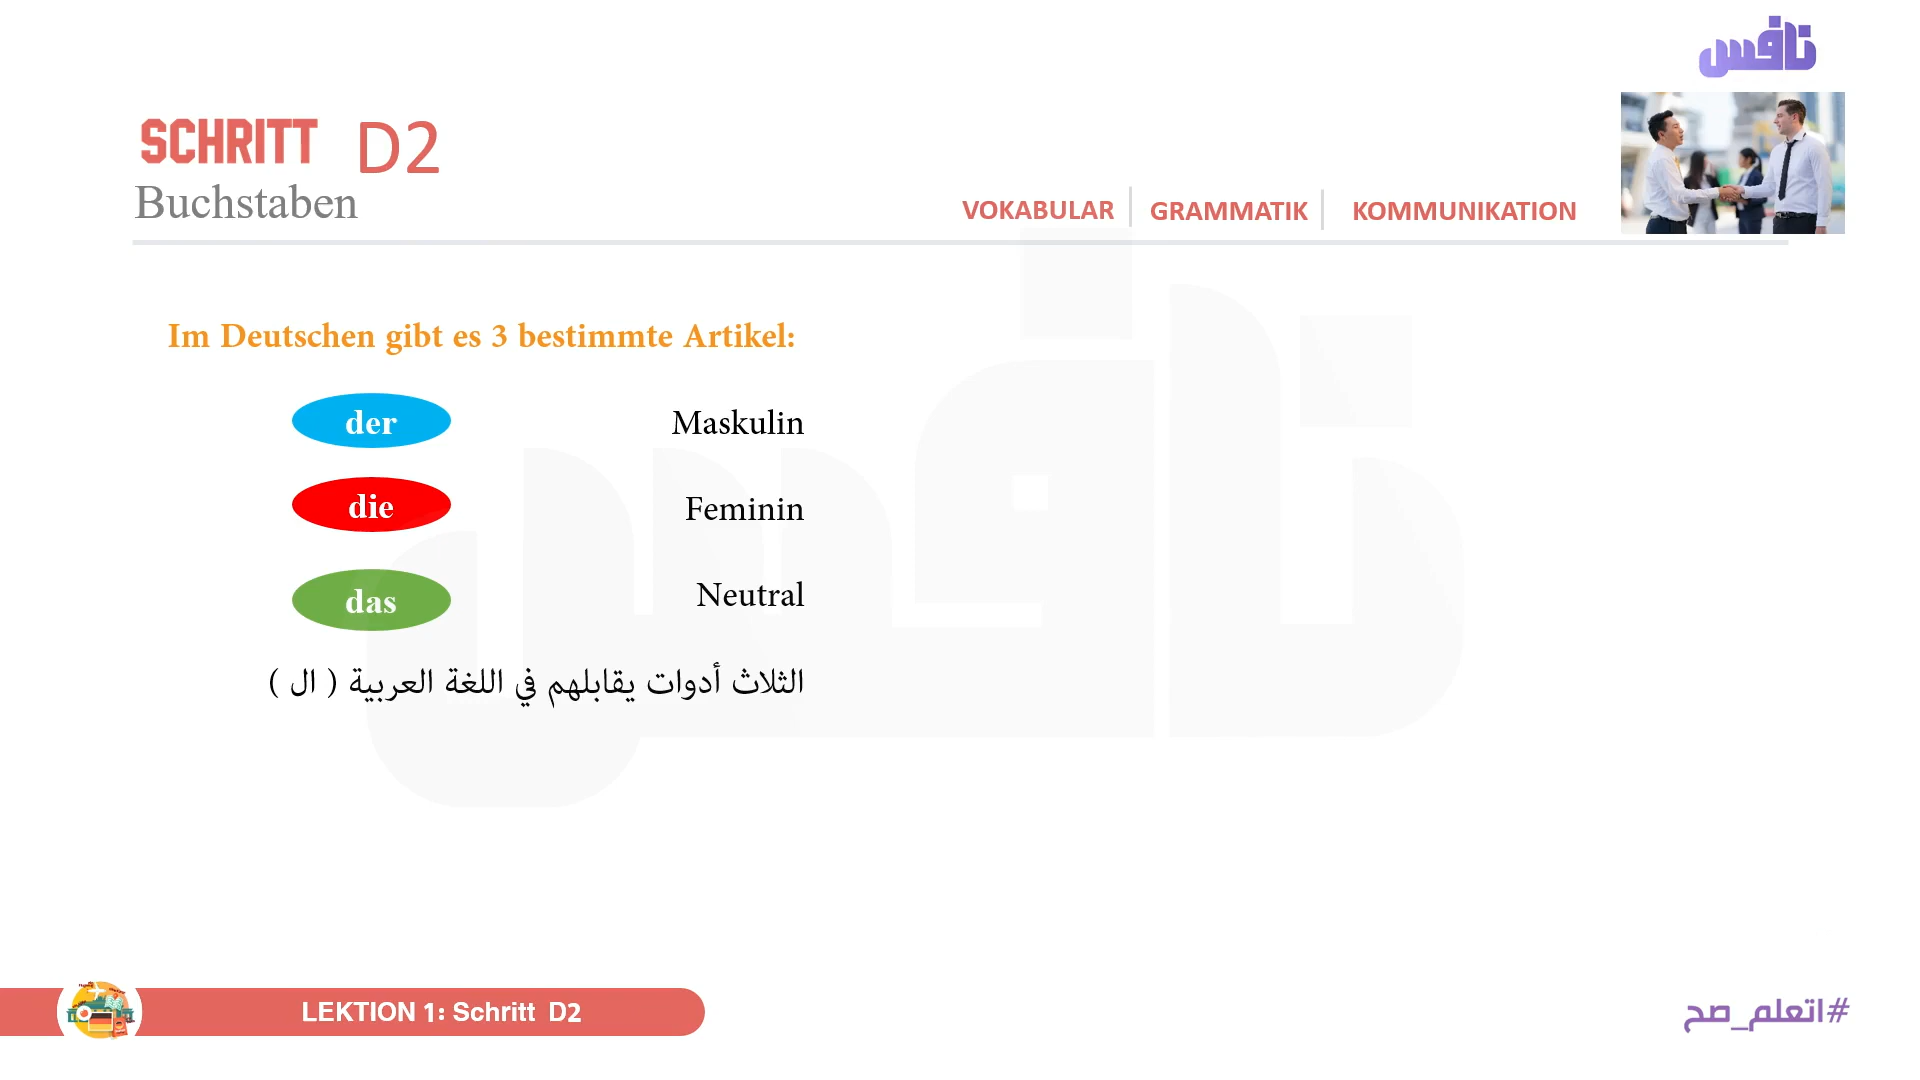 نافس
SCHRITT D2
Buchstaben
VOKABULAR
GRAMMATIK
KOMMUNIKATION
Im Deutschen gibt es 3 bestimmte Artikel:
der Maskulin
die Feminin
das Neutral
الثلاث أدوات يقابلهم في اللغة العربية ( ال )
LEKTION 1: Schritt D2
#اتعلم_صح